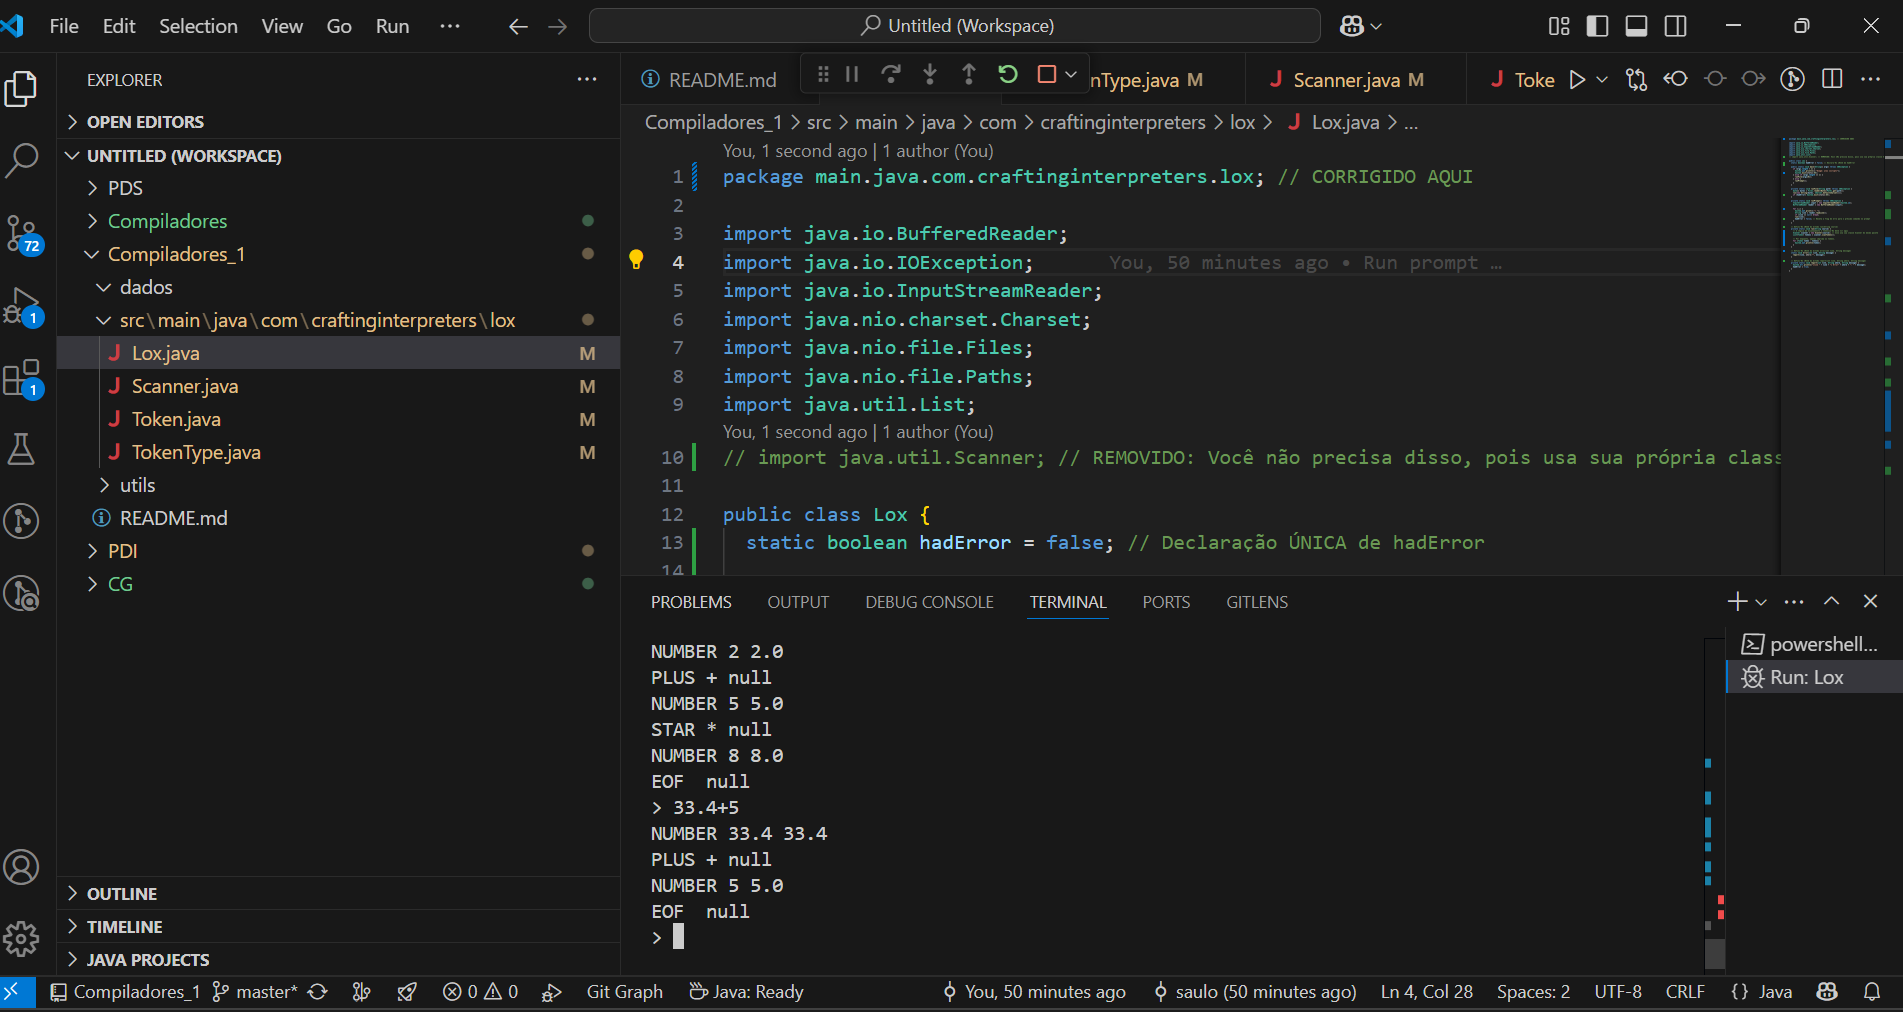 File Edit Selection View Go Run ···
Untitled (Workspace)
EXPLORER
OPEN EDITORS
UNTITLED (WORKSPACE)
PDS
Compiladores
Compiladores_1
dados
src\main\java\com\craftinginterpreters\lox
Lox.java M
Scanner.java M
Token.java M
TokenType.java M
utils
README.md
PDI
CG
OUTLINE
TIMELINE
JAVA PROJECTS
72
1
1
README.md
nType.java M
Scanner.java M
Toke
Compiladores_1 > src > main > java > com > craftinginterpreters > lox > Lox.java > ...
You, 1 second ago | 1 author (You)
1 package main.java.com.craftinginterpreters.lox; // CORRIGIDO AQUI
2
3 import java.io.BufferedReader;
4 import java.io.IOException; You, 50 minutes ago • Run prompt …
5 import java.io.InputStreamReader;
6 import java.nio.charset.Charset;
7 import java.nio.file.Files;
8 import java.nio.file.Paths;
9 import java.util.List;
You, 1 second ago | 1 author (You)
10 // import java.util.Scanner; // REMOVIDO: Você não precisa disso, pois usa sua própria class
11
12 public class Lox {
13 static boolean hadError = false; // Declaração ÚNICA de hadError
14
PROBLEMS OUTPUT DEBUG CONSOLE TERMINAL PORTS GITLENS
NUMBER 2 2.0
PLUS + null
NUMBER 5 5.0
STAR * null
NUMBER 8 8.0
EOF  null
> 33.4+5
NUMBER 33.4 33.4
PLUS + null
NUMBER 5 5.0
EOF  null
>
powershell...
Run: Lox
Compiladores_1 master* 0 0 Git Graph Java: Ready You, 50 minutes ago saulo (50 minutes ago) Ln 4, Col 28 Spaces: 2 UTF-8 CRLF {} Java